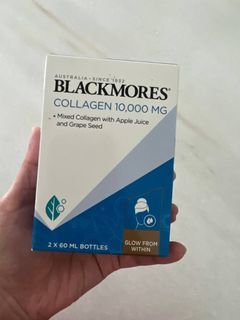 AUSTRALIA • SINCE 1932
BLACKMORES®
COLLAGEN 10,000 MG
• Mixed Collagen with Apple Juice
and Grape Seed
2 X 60 ML BOTTLES
GLOW FROM
WITHIN